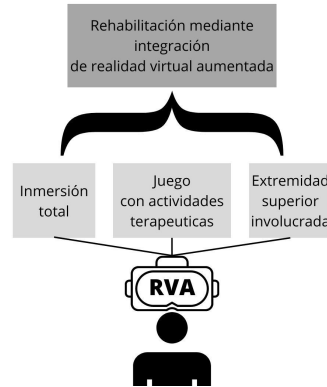 Rehabilitación mediante
integración
de realidad virtual aumentada
Inmersión
total
Juego
con actividades
terapeuticas
Extremidad
superior
involucrada
RVA